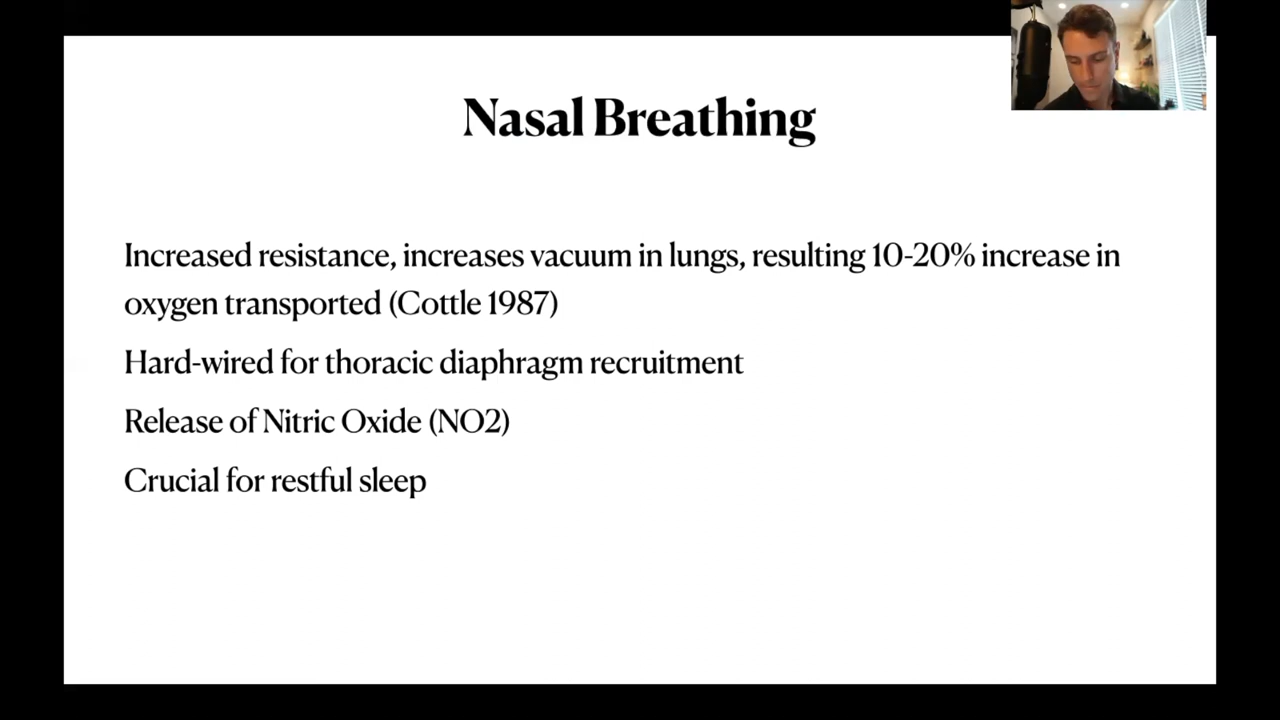 Nasal Breathing
Increased resistance, increases vacuum in lungs, resulting 10-20% increase in
oxygen transported (Cottle 1987)
Hard-wired for thoracic diaphragm recruitment
Release of Nitric Oxide (NO2)
Crucial for restful sleep